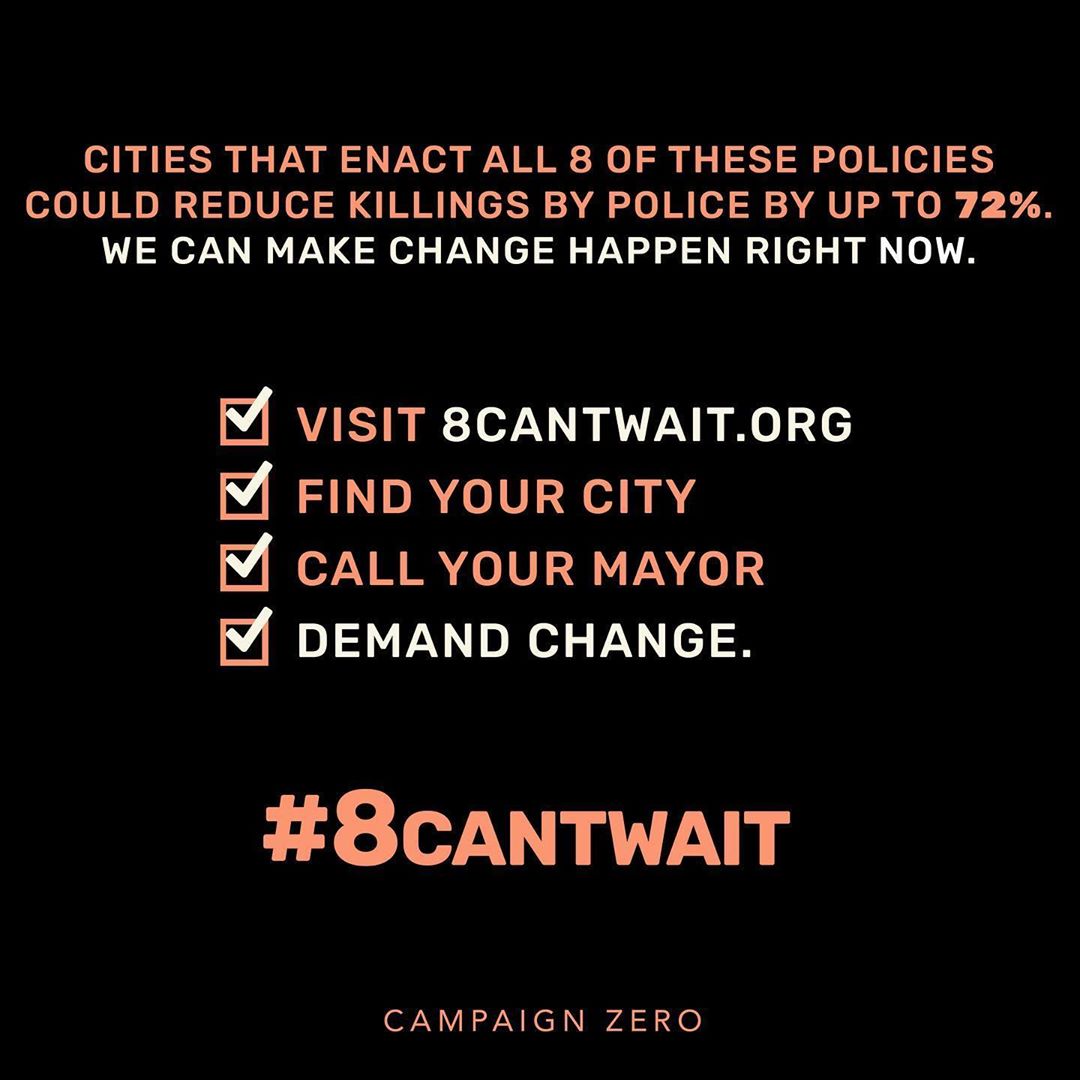 CITIES THAT ENACT ALL 8 OF THESE POLICIES
COULD REDUCE KILLINGS BY POLICE BY UP TO 72%.
WE CAN MAKE CHANGE HAPPEN RIGHT NOW.
VISIT 8CANTWAIT.ORG
FIND YOUR CITY
CALL YOUR MAYOR
DEMAND CHANGE.
#8CANTWAIT
CAMPAIGN ZERO